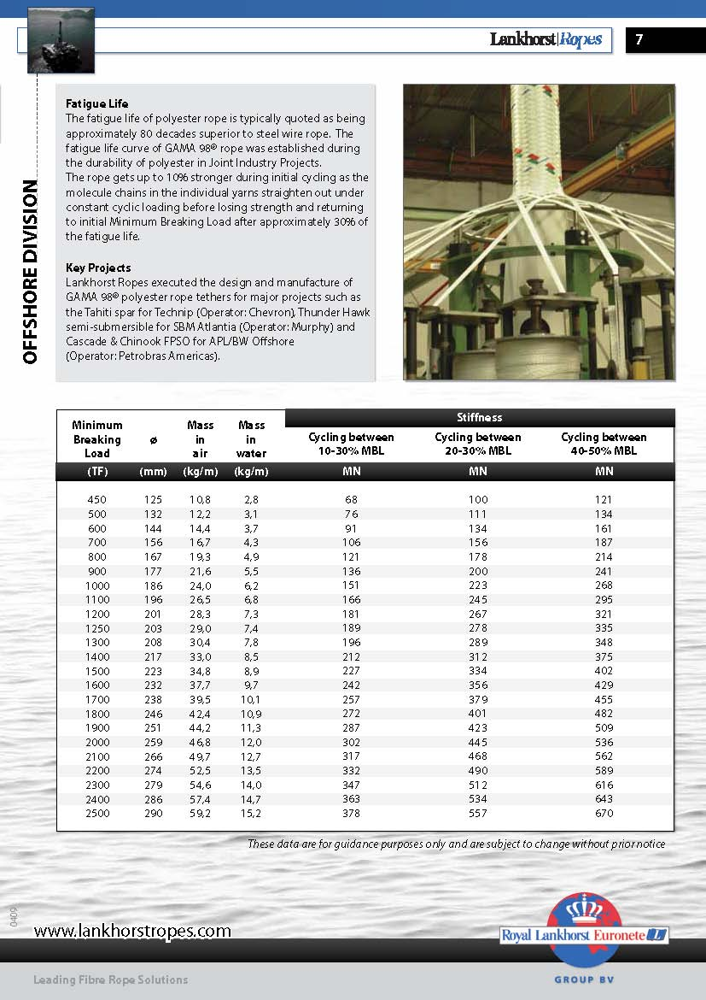 Lankhorst|Ropes
7
OFFSHORE DIVISION
Fatigue Life
The fatigue life of polyester rope is typically quoted as being
approximately 80 decades superior to steel wire rope. The
fatigue life curve of GAMA 98® rope was established during
the durability of polyester in Joint Industry Projects.
The rope gets up to 10% stronger during initial cycling as the
molecule chains in the individual yarns straighten out under
constant cyclic loading before losing strength and returning
to initial Minimum Breaking Load after approximately 30% of
the fatigue life.
Key Projects
Lankhorst Ropes executed the design and manufacture of
GAMA 98® polyester rope tethers for major projects such as
the Tahiti spar for Technip (Operator: Chevron), Thunder Hawk
semi-submersible for SBM Atlantia (Operator: Murphy) and
Cascade & Chinook FPSO for APL/BW Offshore
(Operator: Petrobras Americas).
Stiffness
Minimum Breaking Load ø Mass in air Mass in water Cycling between 10-30% MBL Cycling between 20-30% MBL Cycling between 40-50% MBL
(TF) (mm) (kg/m) (kg/m) MN MN MN
450 125 10,8 2,8 68 100 121
500 132 12,2 3,1 76 111 134
600 144 14,4 3,7 91 134 161
700 156 16,7 4,3 106 156 187
800 167 19,3 4,9 121 178 214
900 177 21,6 5,5 136 200 241
1000 186 24,0 6,2 151 223 268
1100 196 26,5 6,8 166 245 295
1200 201 28,3 7,3 181 267 321
1250 203 29,0 7,4 189 278 335
1300 208 30,4 7,8 196 289 348
1400 217 33,0 8,5 212 312 375
1500 223 34,8 8,9 227 334 402
1600 232 37,7 9,7 242 356 429
1700 238 39,5 10,1 257 379 455
1800 246 42,4 10,9 272 401 482
1900 251 44,2 11,3 287 423 509
2000 259 46,8 12,0 302 445 536
2100 266 49,7 12,7 317 468 562
2200 274 52,5 13,5 332 490 589
2300 279 54,6 14,0 347 512 616
2400 286 57,4 14,7 363 534 643
2500 290 59,2 15,2 378 557 670
These data are for guidance purposes only and are subject to change without prior notice
0409
www.lankhorstropes.com
Royal Lankhorst Euronete
GROUP BV
Leading Fibre Rope Solutions